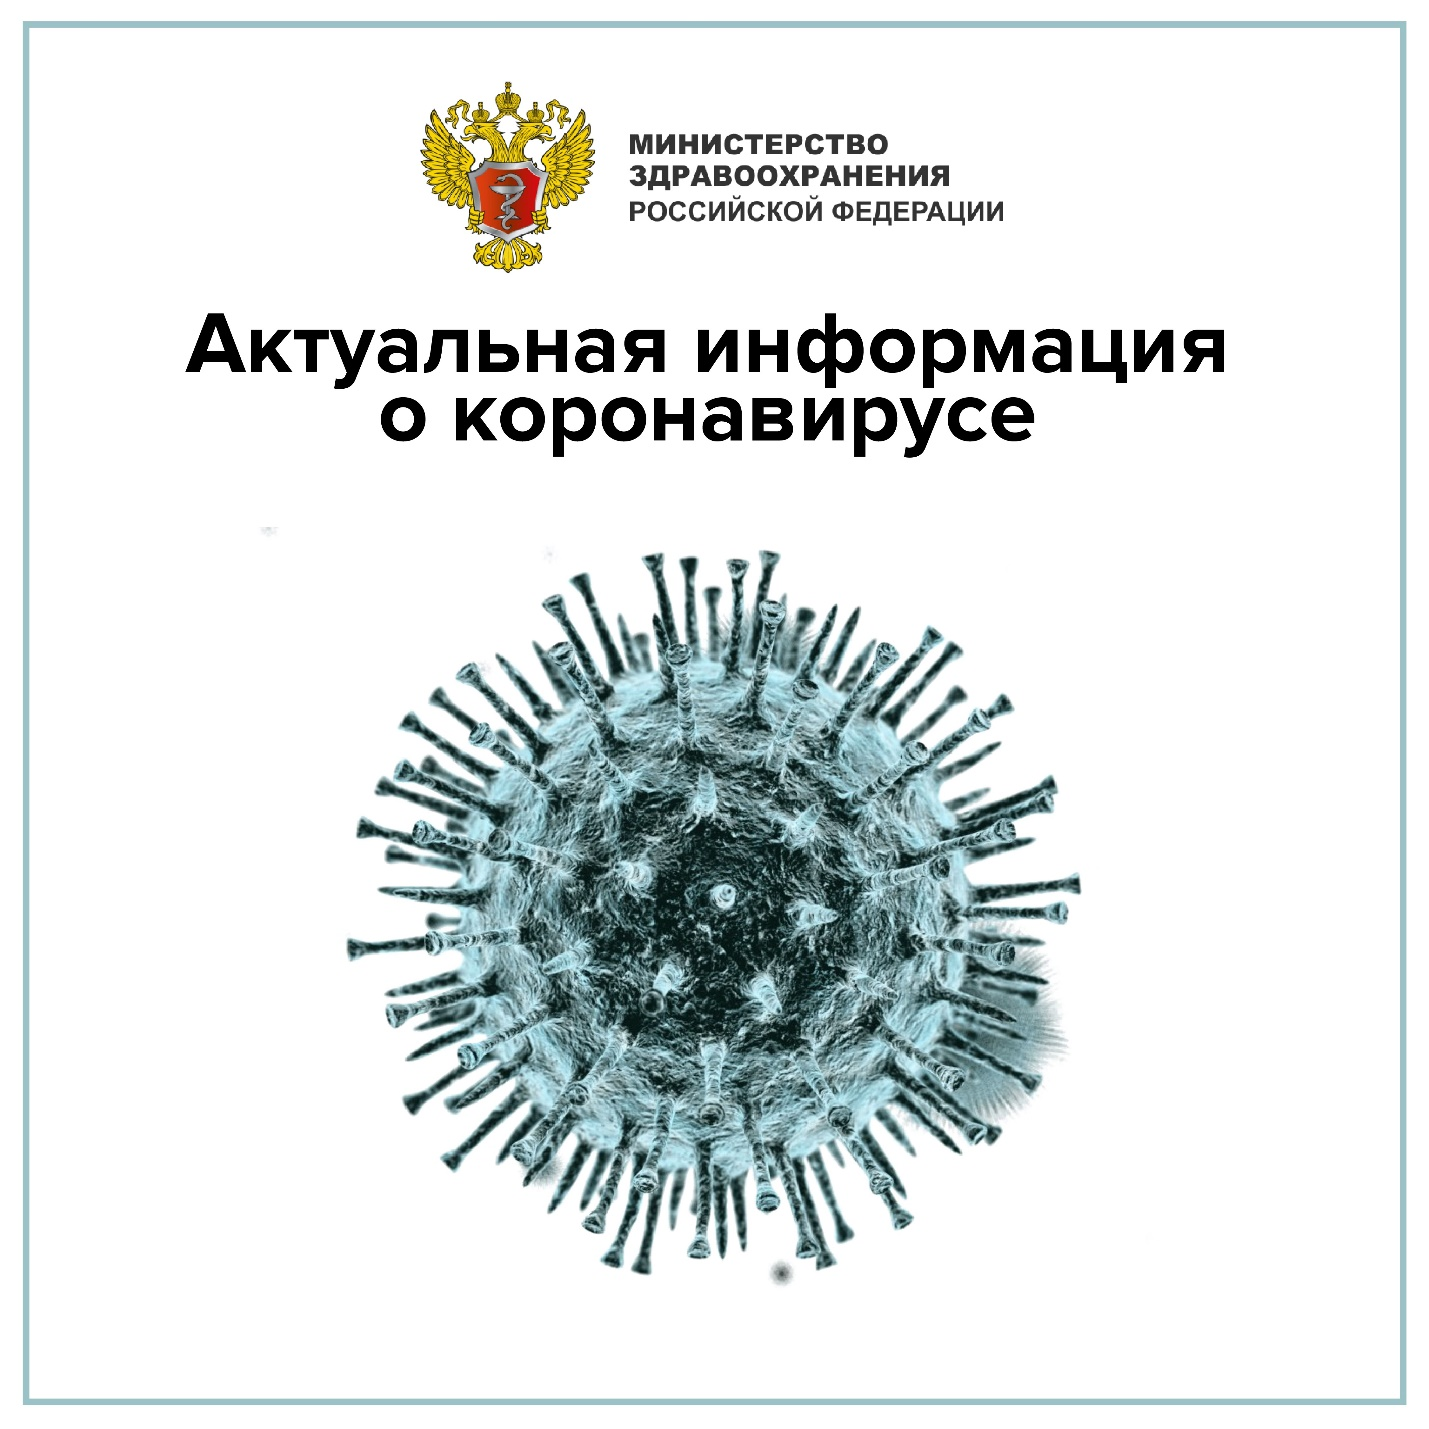 МИНИСТЕРСТВО
ЗДРАВООХРАНЕНИЯ
РОССИЙСКОЙ ФЕДЕРАЦИИ
Актуальная информация
о коронавирусе